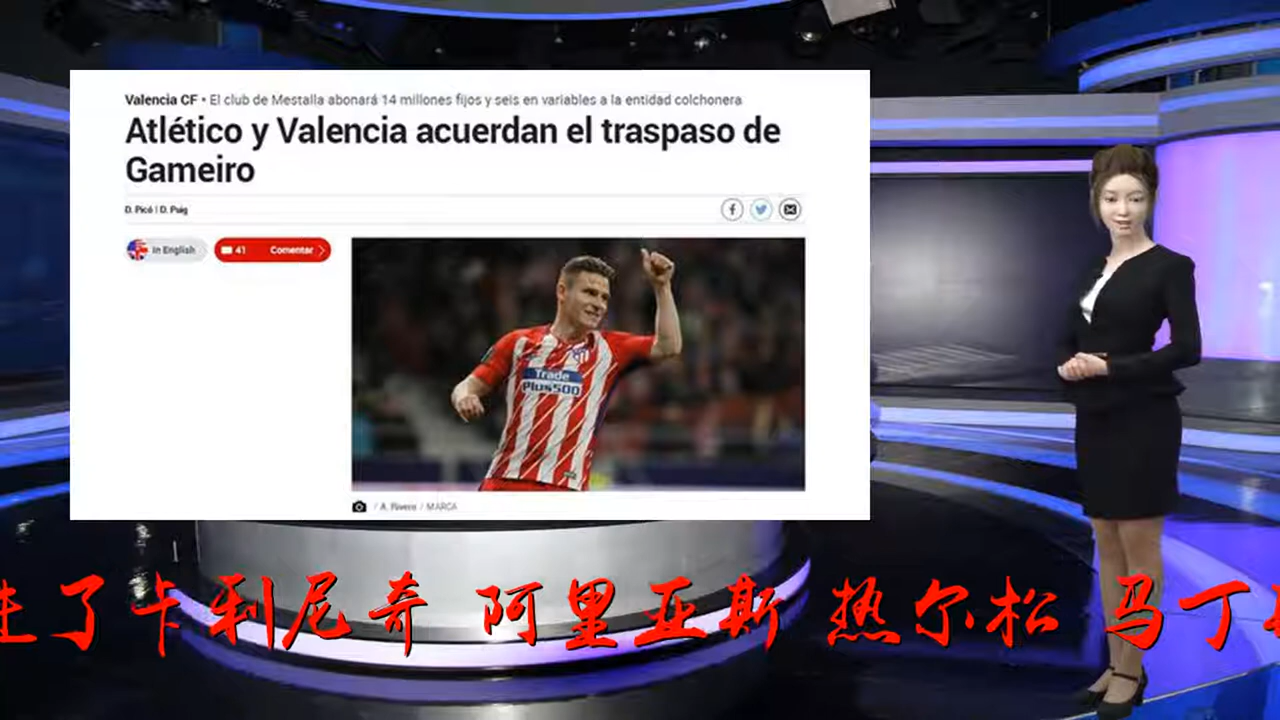 Valencia CF • El club de Mestalla abonará 14 millones fijos y seis en variables a la entidad colchonera
Atlético y Valencia acuerdan el traspaso de
Gameiro
D. Picó | D. Puig
In English
41 Comentar
Trade
Plus500
/ A. Rivero / MARCA
进了卡利尼奇 阿里亚斯 热尔松 马丁